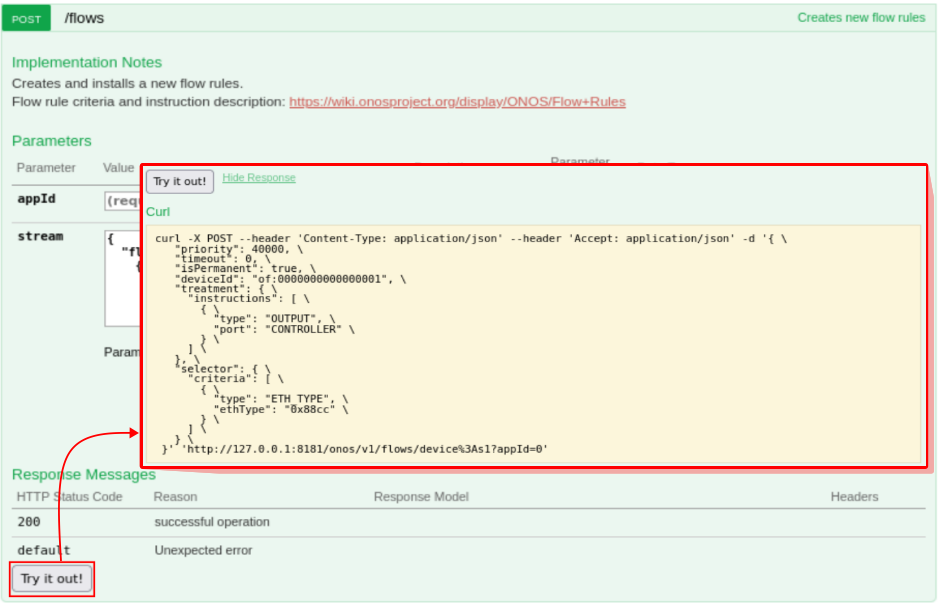 POST /flows Creates new flow rules
Implementation Notes
Creates and installs a new flow rules.
Flow rule criteria and instruction description: https://wiki.onosproject.org/display/ONOS/Flow+Rules
Parameters
Parameter Value Parameter
appId (req
stream {
"fl
{
Param
Try it out! Hide Response
Curl
curl -X POST --header 'Content-Type: application/json' --header 'Accept: application/json' -d '{ \
"priority": 40000, \
"timeout": 0, \
"isPermanent": true, \
"deviceId": "of:0000000000000001", \
"treatment": { \
"instructions": [ \
{ \
"type": "OUTPUT", \
"port": "CONTROLLER" \
} \
] \
}, \
"selector": { \
"criteria": [ \
{ \
"type": "ETH_TYPE", \
"ethType": "0x88cc" \
} \
] \
} \
}' 'http://127.0.0.1:8181/onos/v1/flows/device%3As1?appId=0'
Response Messages
HTTP Status Code Reason Response Model Headers
200 successful operation
default Unexpected error
Try it out!